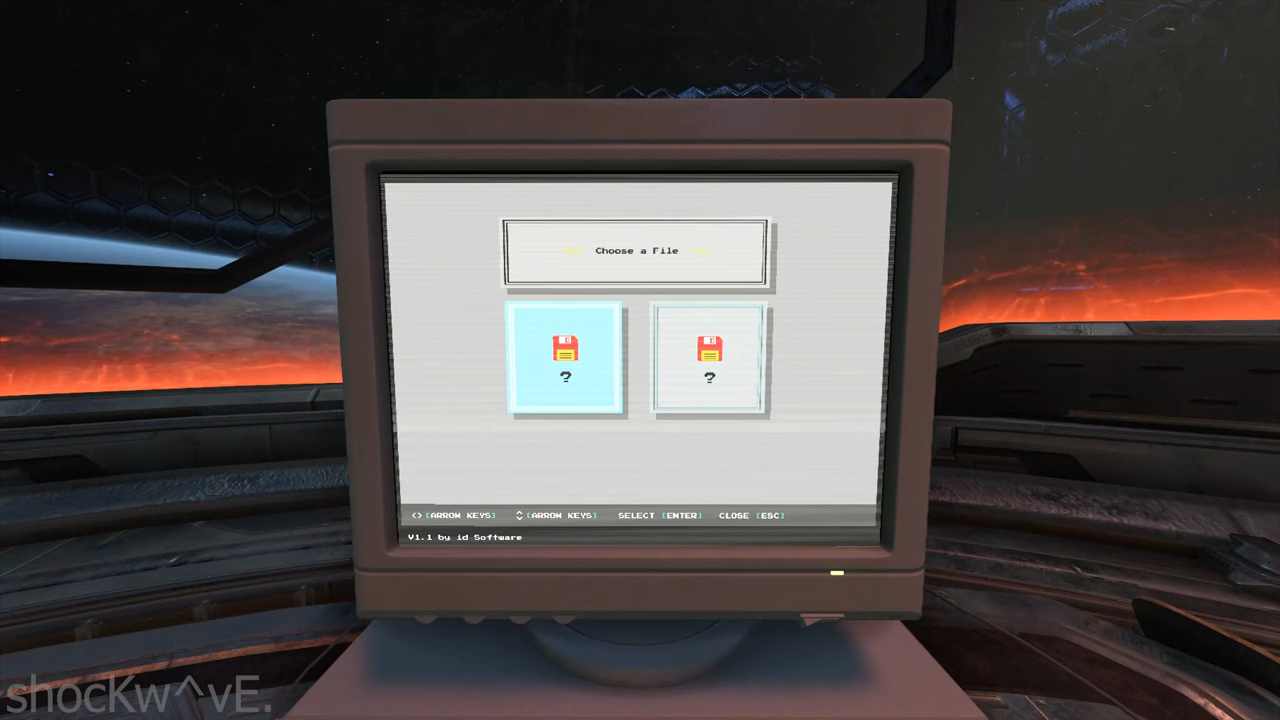 Choose a File
? ?
<> [ARROW KEYS] [ARROW KEYS] SELECT [ENTER] CLOSE [ESC]
V1.1 by id Software
shocKw^vE.